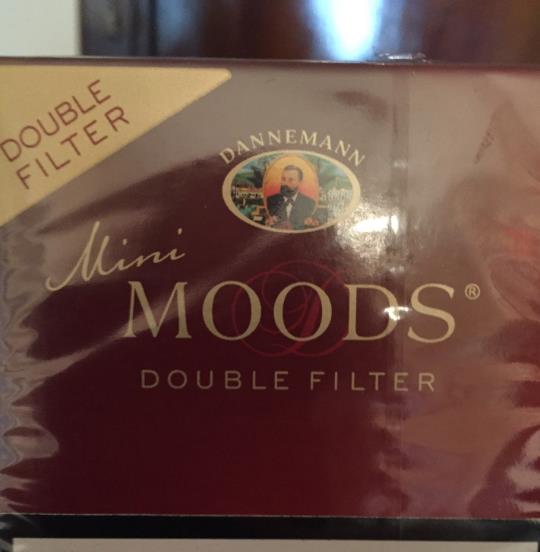 DOUBLE
FILTER
DANNEMANN
Mini
MOODS®
DOUBLE FILTER